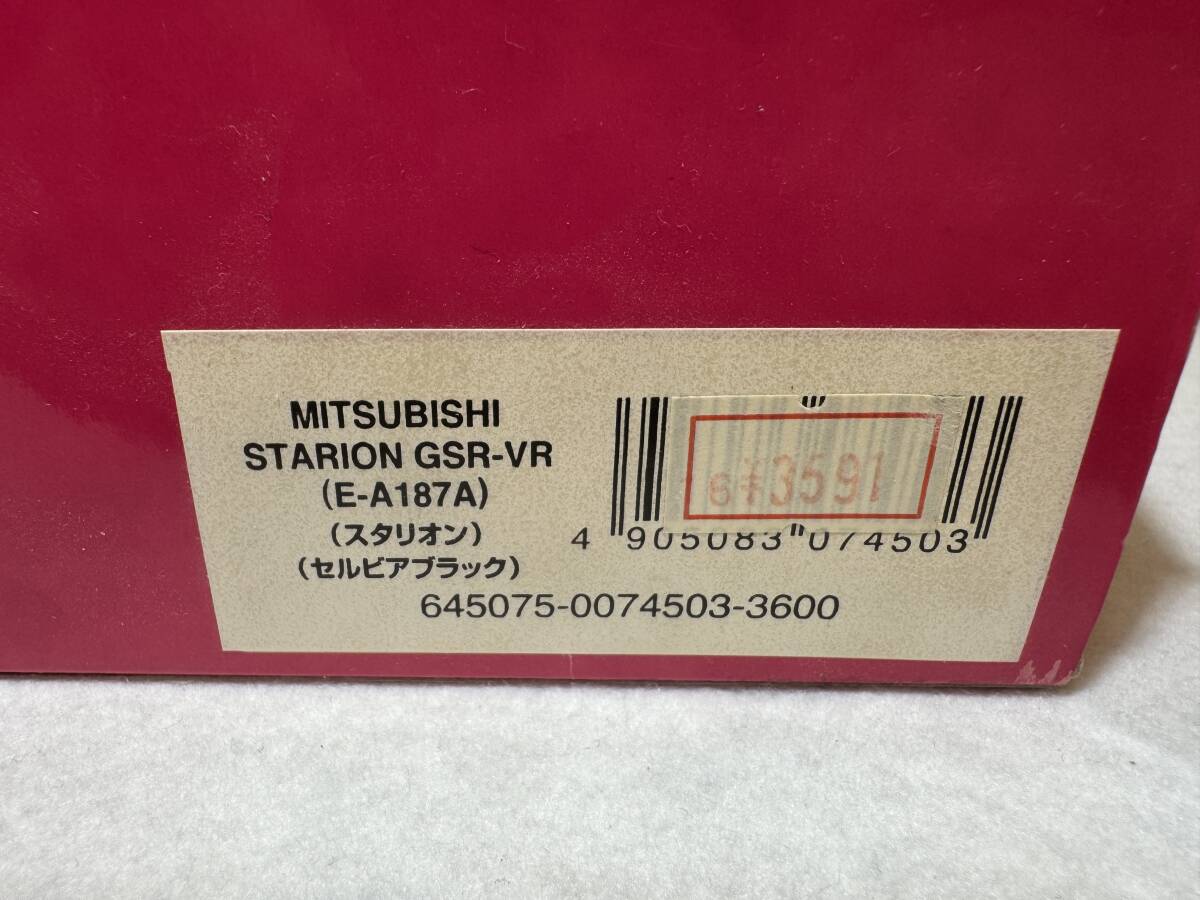 MITSUBISHI
STARION GSR-VR
(E-A187A)
(スタリオン)
(セルビアブラック)
6¥3591
4 905083 074503
645075-0074503-3600